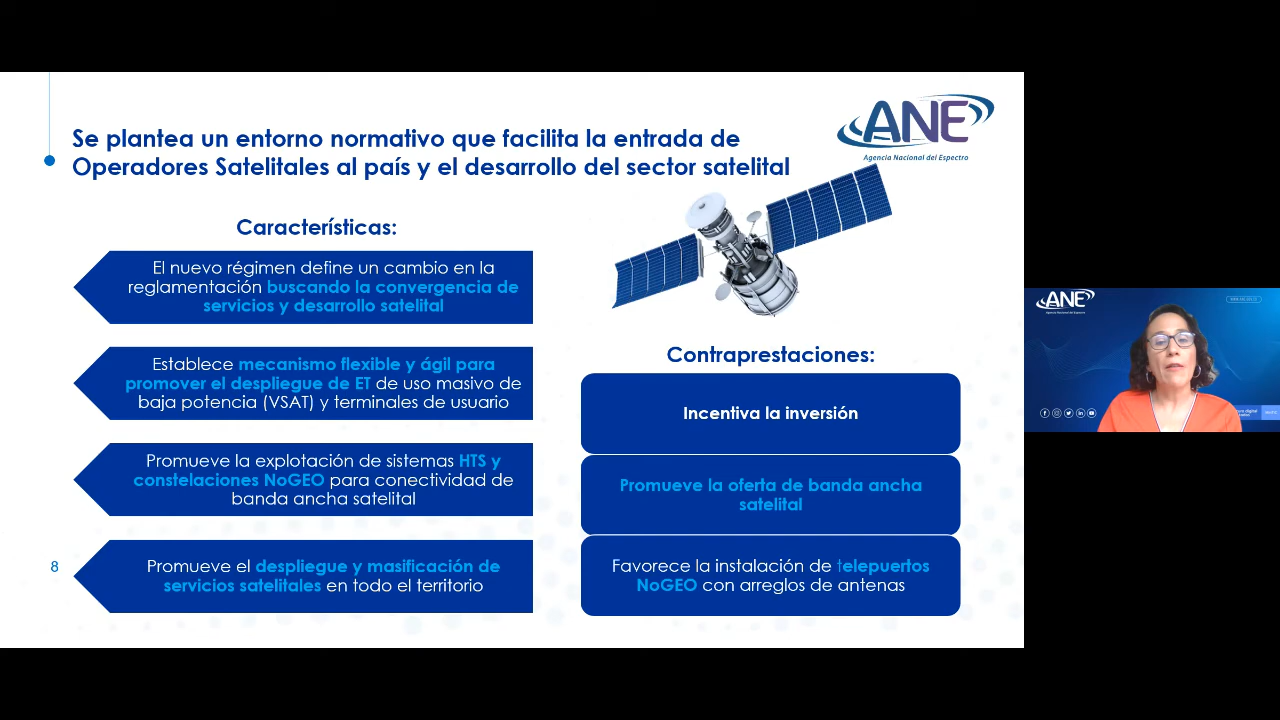 Se plantea un entorno normativo que facilita la entrada de
Operadores Satelitales al país y el desarrollo del sector satelital
ANE
Agencia Nacional del Espectro
Características:
El nuevo régimen define un cambio en la
reglamentación buscando la convergencia de
servicios y desarrollo satelital
Establece mecanismo flexible y ágil para
promover el despliegue de ET de uso masivo de
baja potencia (VSAT) y terminales de usuario
Promueve la explotación de sistemas HTS y
constelaciones NoGEO para conectividad de
banda ancha satelital
Promueve el despliegue y masificación de
servicios satelitales en todo el territorio
8
Contraprestaciones:
Incentiva la inversión
Promueve la oferta de banda ancha
satelital
Favorece la instalación de telepuertos
NoGEO con arreglos de antenas
ANE
Agencia Nacional del Espectro